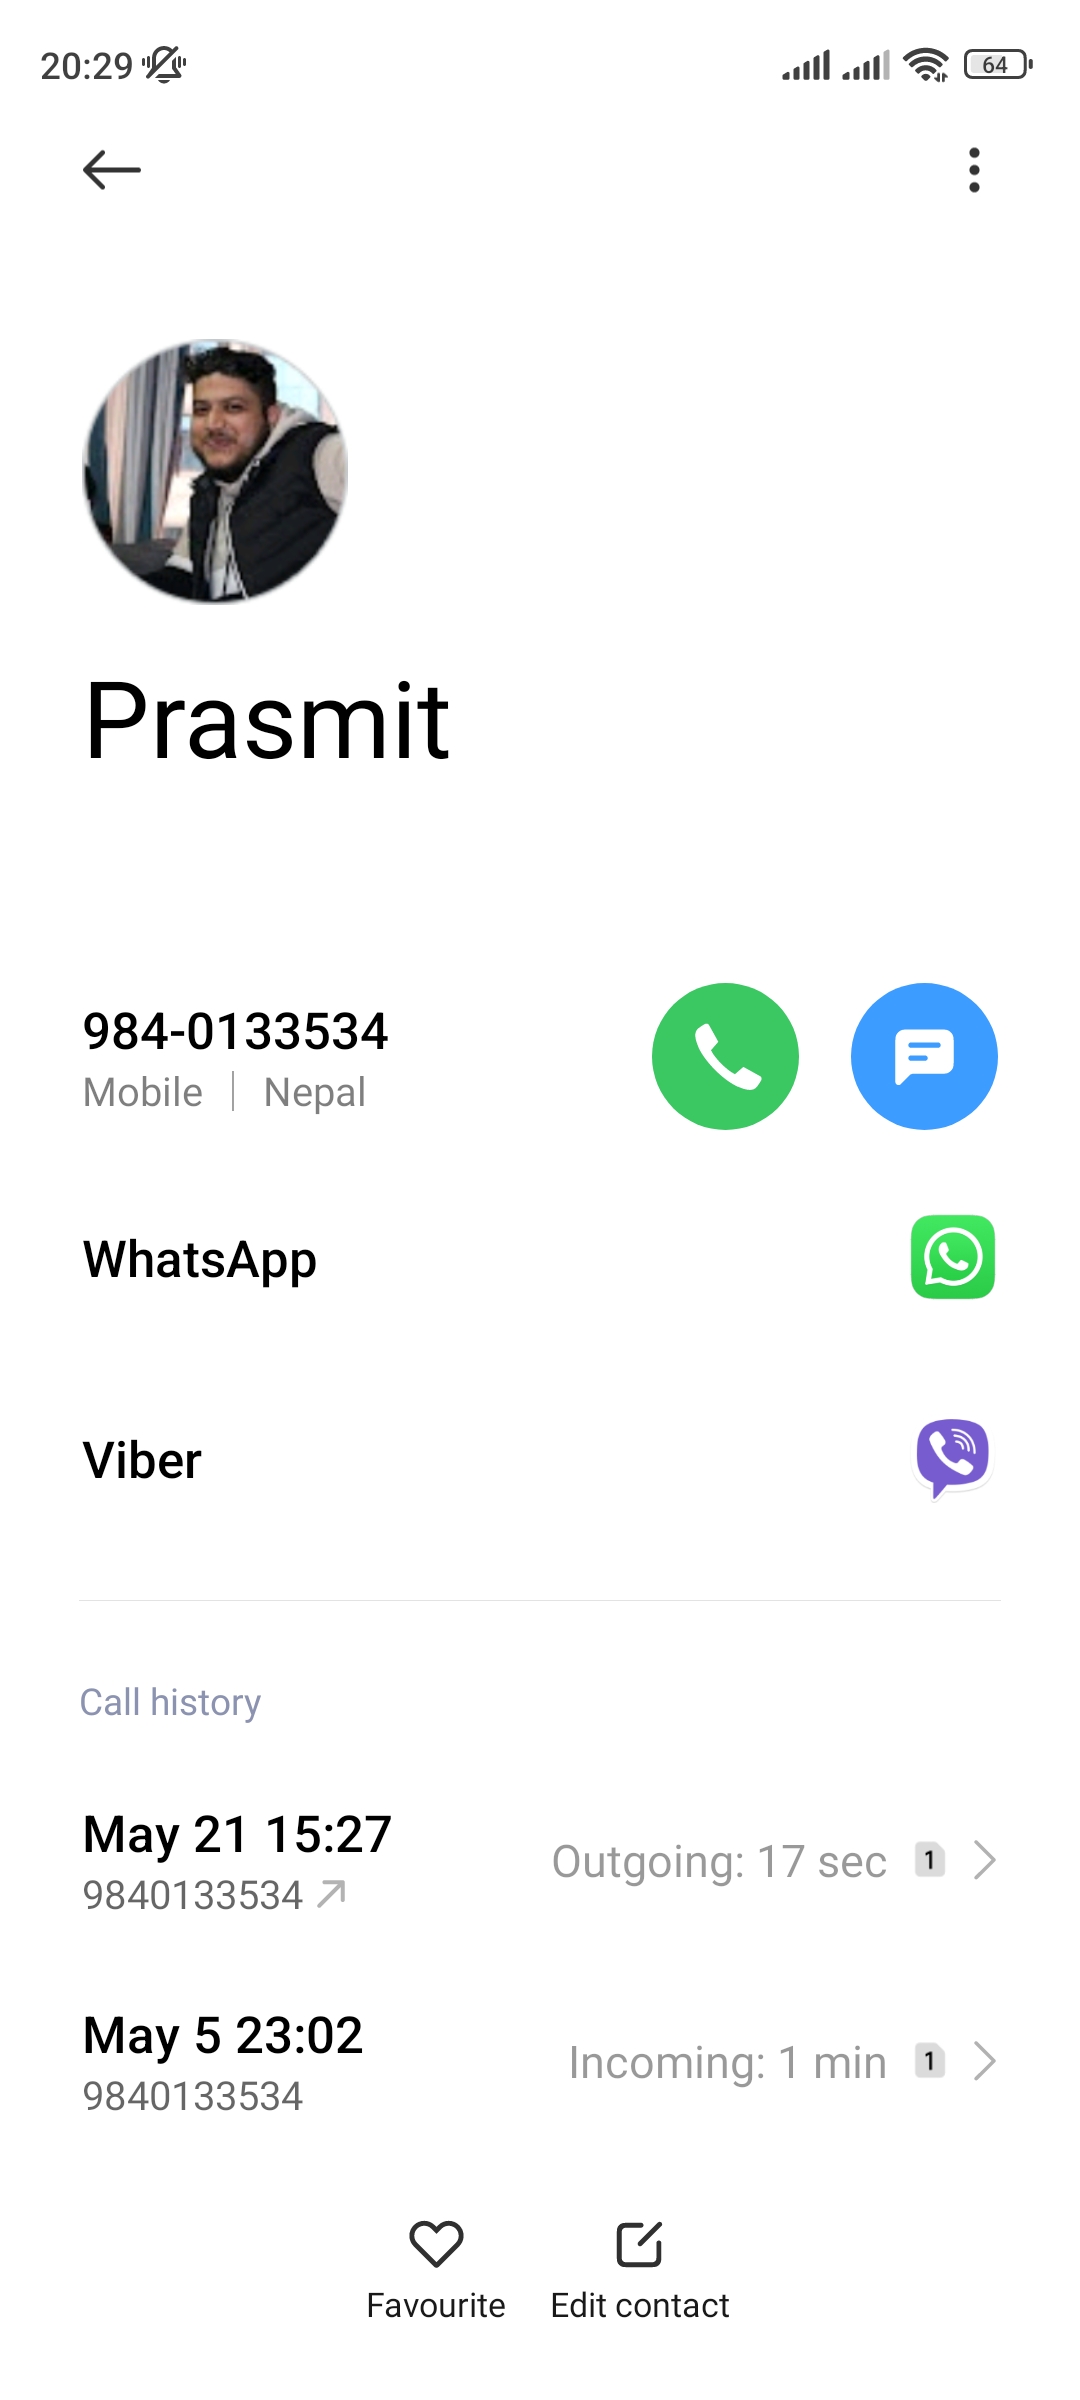 20:29
64
Prasmit
984-0133534
Mobile | Nepal
WhatsApp
Viber
Call history
May 21 15:27
Outgoing: 17 sec 1
9840133534
May 5 23:02
Incoming: 1 min 1
9840133534
Favourite
Edit contact